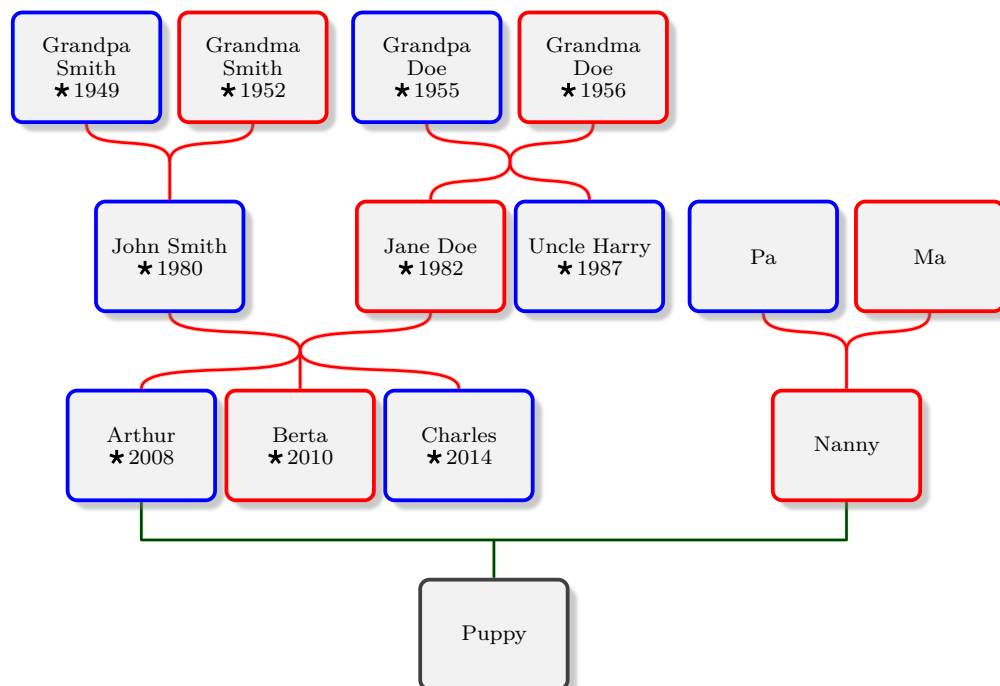 Grandpa
Smith
★1949
Grandma
Smith
★1952
Grandpa
Doe
★1955
Grandma
Doe
★1956
John Smith
★1980
Jane Doe
★1982
Uncle Harry
★1987
Pa
Ma
Arthur
★2008
Berta
★2010
Charles
★2014
Nanny
Puppy